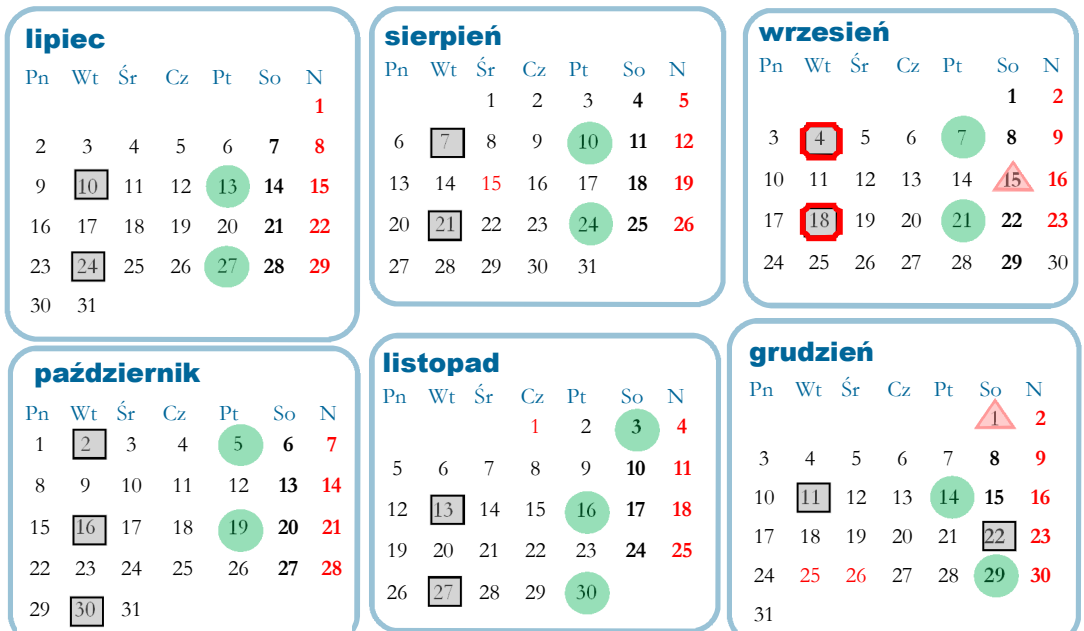 lipiec
Pn Wt Śr Cz Pt So N
1
2 3 4 5 6 7 8
9 10 11 12 13 14 15
16 17 18 19 20 21 22
23 24 25 26 27 28 29
30 31
sierpień
Pn Wt Śr Cz Pt So N
1 2 3 4 5
6 7 8 9 10 11 12
13 14 15 16 17 18 19
20 21 22 23 24 25 26
27 28 29 30 31
wrzesień
Pn Wt Śr Cz Pt So N
1 2
3 4 5 6 7 8 9
10 11 12 13 14 15 16
17 18 19 20 21 22 23
24 25 26 27 28 29 30
październik
Pn Wt Śr Cz Pt So N
1 2 3 4 5 6 7
8 9 10 11 12 13 14
15 16 17 18 19 20 21
22 23 24 25 26 27 28
29 30 31
listopad
Pn Wt Śr Cz Pt So N
1 2 3 4
5 6 7 8 9 10 11
12 13 14 15 16 17 18
19 20 21 22 23 24 25
26 27 28 29 30
grudzień
Pn Wt Śr Cz Pt So N
1 2
3 4 5 6 7 8 9
10 11 12 13 14 15 16
17 18 19 20 21 22 23
24 25 26 27 28 29 30
31